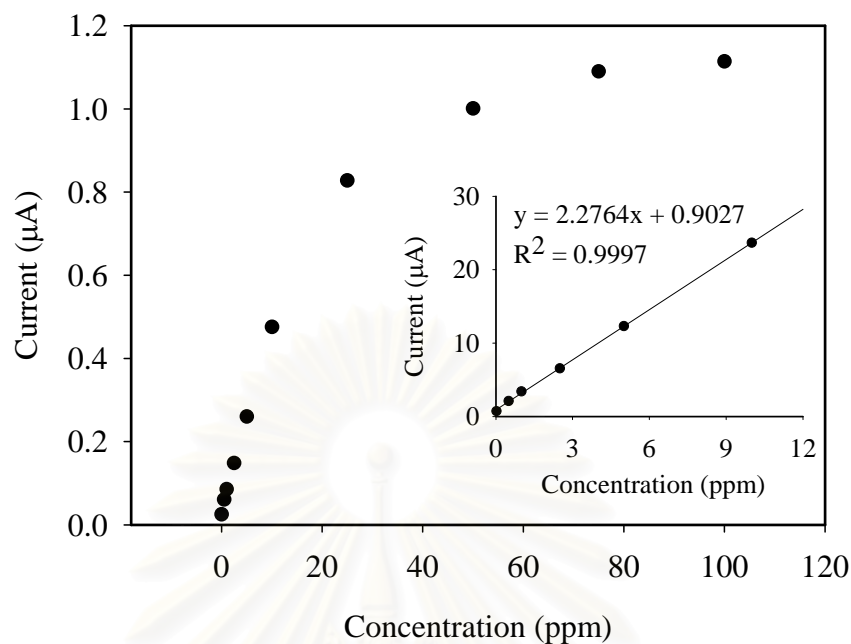 1.2
1.0
0.8
0.6
0.4
0.2
0.0
Current (µA)
0 20 40 60 80 100 120
Concentration (ppm)
30
20
10
0
Current (µA)
y = 2.2764x + 0.9027
R2 = 0.9997
0 3 6 9 12
Concentration (ppm)